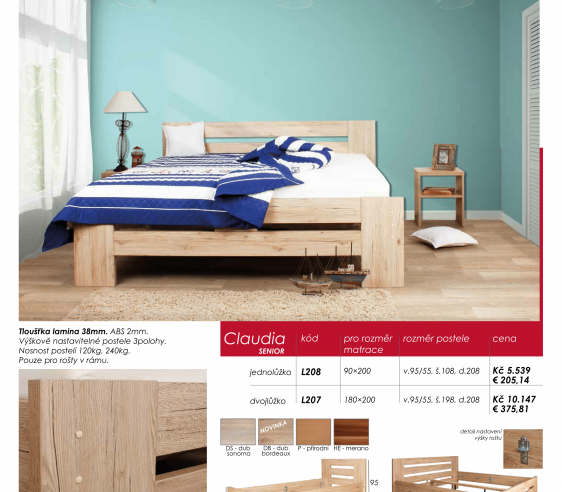 Tloušťka lamina 38mm. ABS 2mm.
Výškově nastavitelné postele 3polohy.
Nosnost postelí 120kg, 240kg.
Pouze pro rošty v rámu.
Claudia
SENIOR
kód
pro rozměr
matrace
rozměr postele
cena
jednolůžko L208 90×200 v.95/55, š.108, d.208 Kč 5.539
€ 205,14
dvojlůžko L207 180×200 v.95/55, š.198, d.208 Kč 10.147
€ 375,81
NOVINKA
DS - dub
sonoma
DB - dub
bordeaux
P - přírodní
HE - merano
detail nastavení
výšky roštu
95